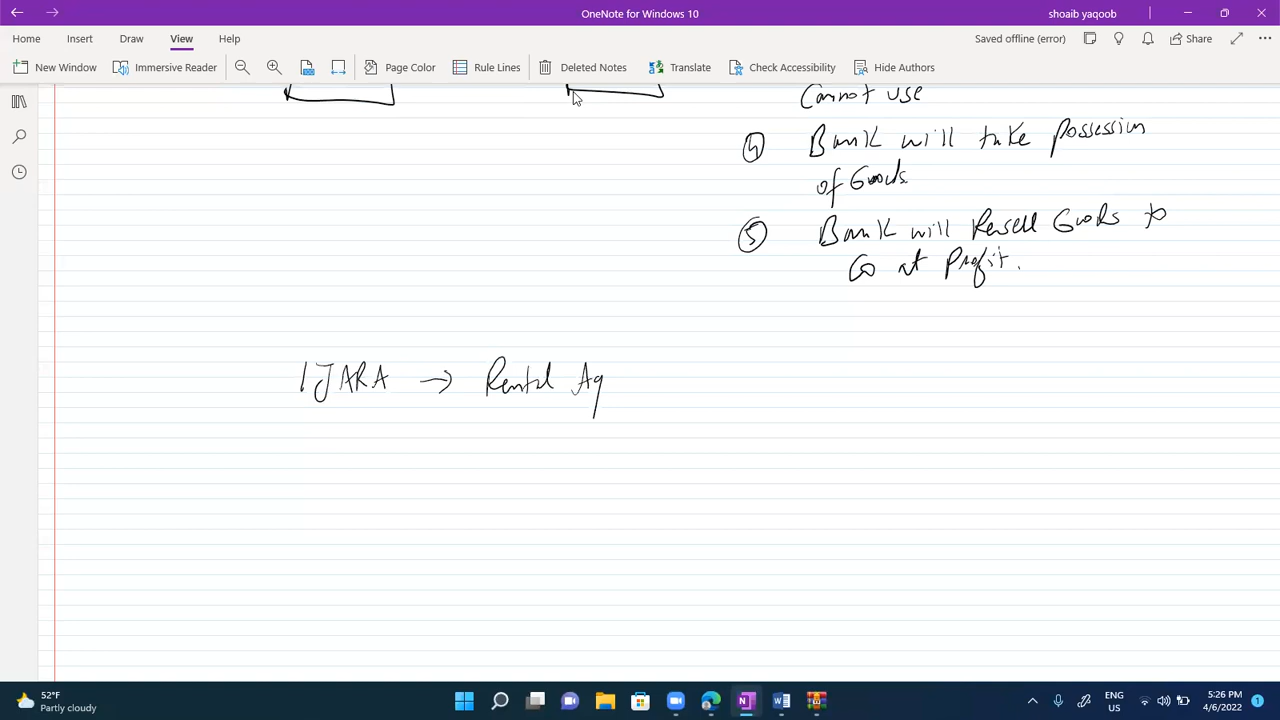 OneNote for Windows 10
shoaib yaqoob
Home Insert Draw View Help
Saved offline (error) Share
New Window Immersive Reader Page Color Rule Lines Deleted Notes Translate Check Accessibility Hide Authors
Cannot use
④ Bank will take Possession
of Goods
⑤ Bank will Resell Goods to
Co at Profit.
IJARA → Rental Ag
52°F
Partly cloudy
ENG
US
5:26 PM
4/6/2022
1